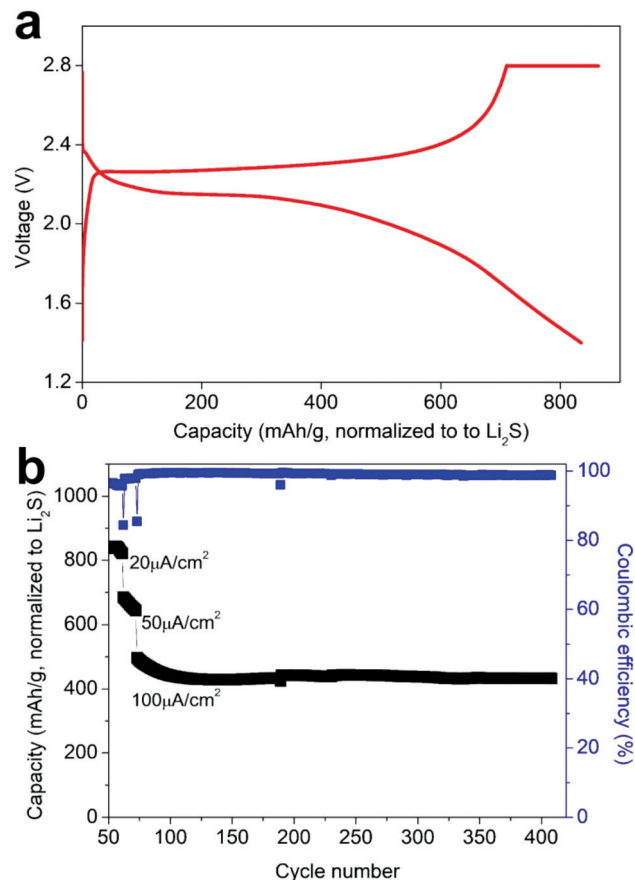 a
2.8
2.4
2.0
1.6
1.2
Voltage (V)
0 200 400 600 800
Capacity (mAh/g, normalized to to Li₂S)
b
1000
800
600
400
200
0
Capacity (mAh/g, normalized to Li₂S)
20μA/cm²
50μA/cm²
100μA/cm²
100
80
60
40
20
0
Coulombic efficiency (%)
50 100 150 200 250 300 350 400
Cycle number